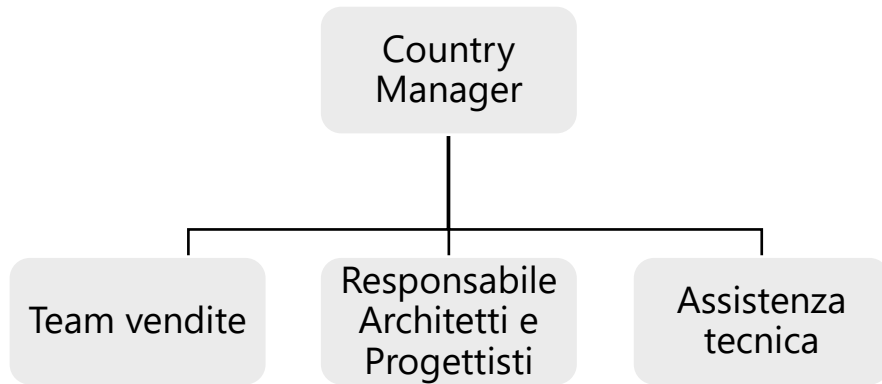 Country
Manager
Team vendite
Responsabile
Architetti e
Progettisti
Assistenza
tecnica